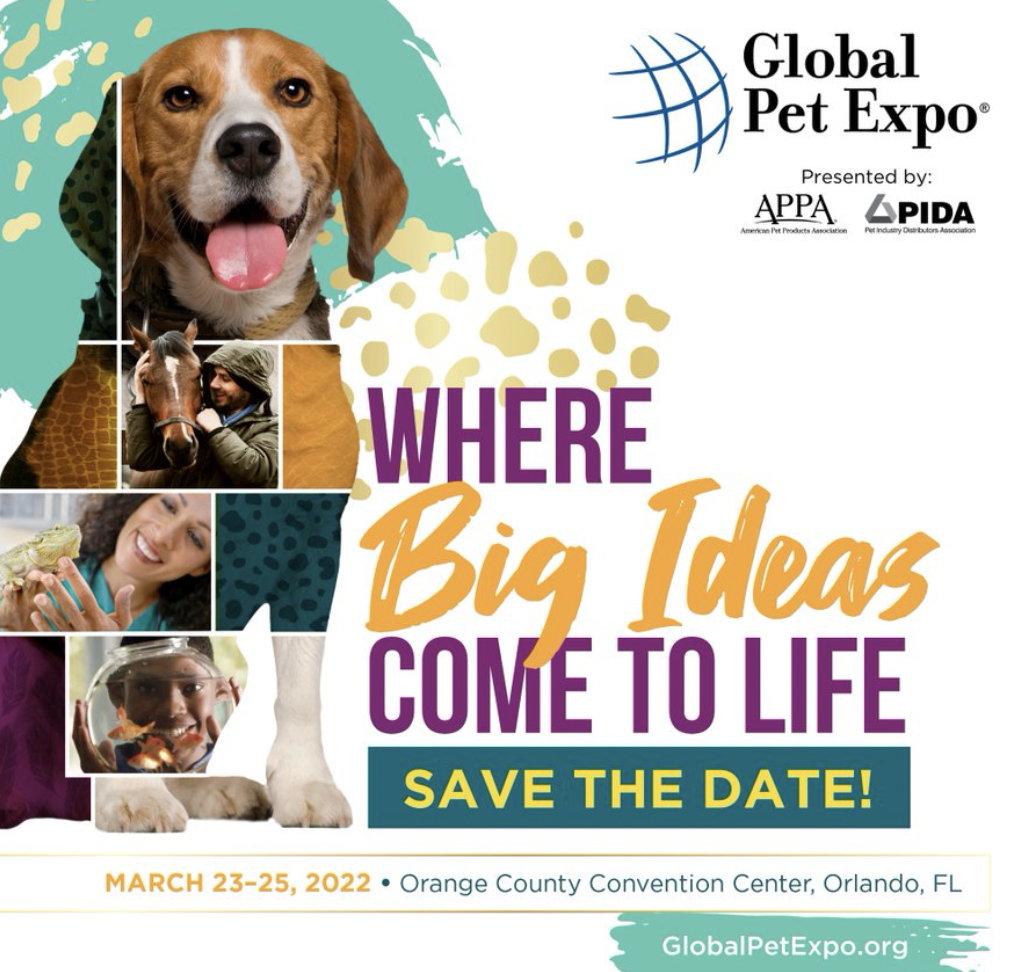 Global
Pet Expo®
Presented by:
APPA
American Pet Products Association
PIDA
Pet Industry Distributors Association
WHERE
Big Ideas
COME TO LIFE
SAVE THE DATE!
MARCH 23–25, 2022 • Orange County Convention Center, Orlando, FL
GlobalPetExpo.org